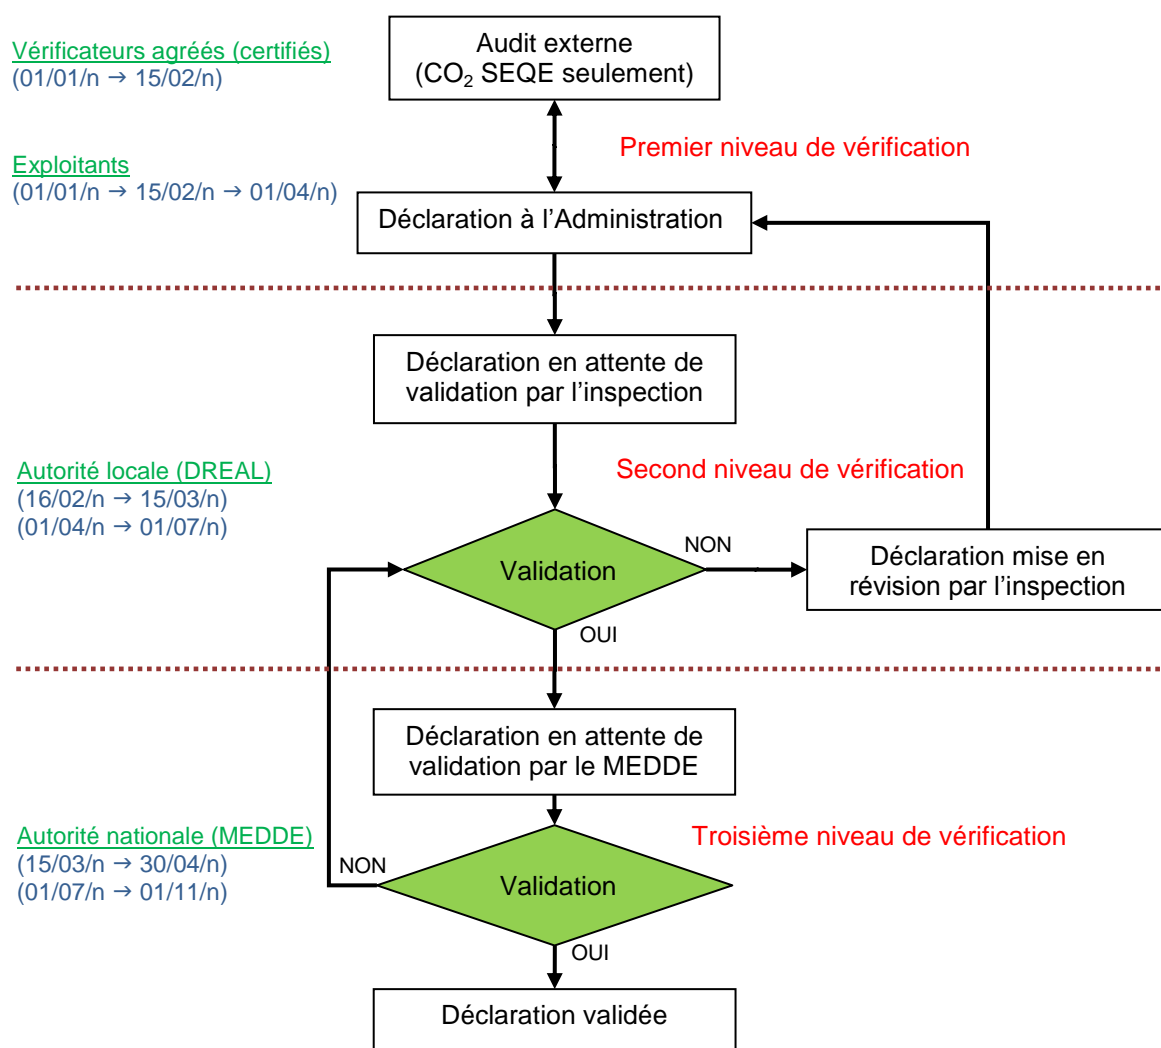 Audit externe
(CO₂ SEQE seulement)
Vérificateurs agréés (certifiés)
(01/01/n → 15/02/n)
Premier niveau de vérification
Exploitants
(01/01/n → 15/02/n → 01/04/n)
Déclaration à l’Administration
Déclaration en attente de
validation par l’inspection
Autorité locale (DREAL)
(16/02/n → 15/03/n)
(01/04/n → 01/07/n)
Second niveau de vérification
Validation
NON
Déclaration mise en
révision par l’inspection
OUI
Déclaration en attente de
validation par le MEDDE
Autorité nationale (MEDDE)
(15/03/n → 30/04/n)
(01/07/n → 01/11/n)
Troisième niveau de vérification
NON
Validation
OUI
Déclaration validée